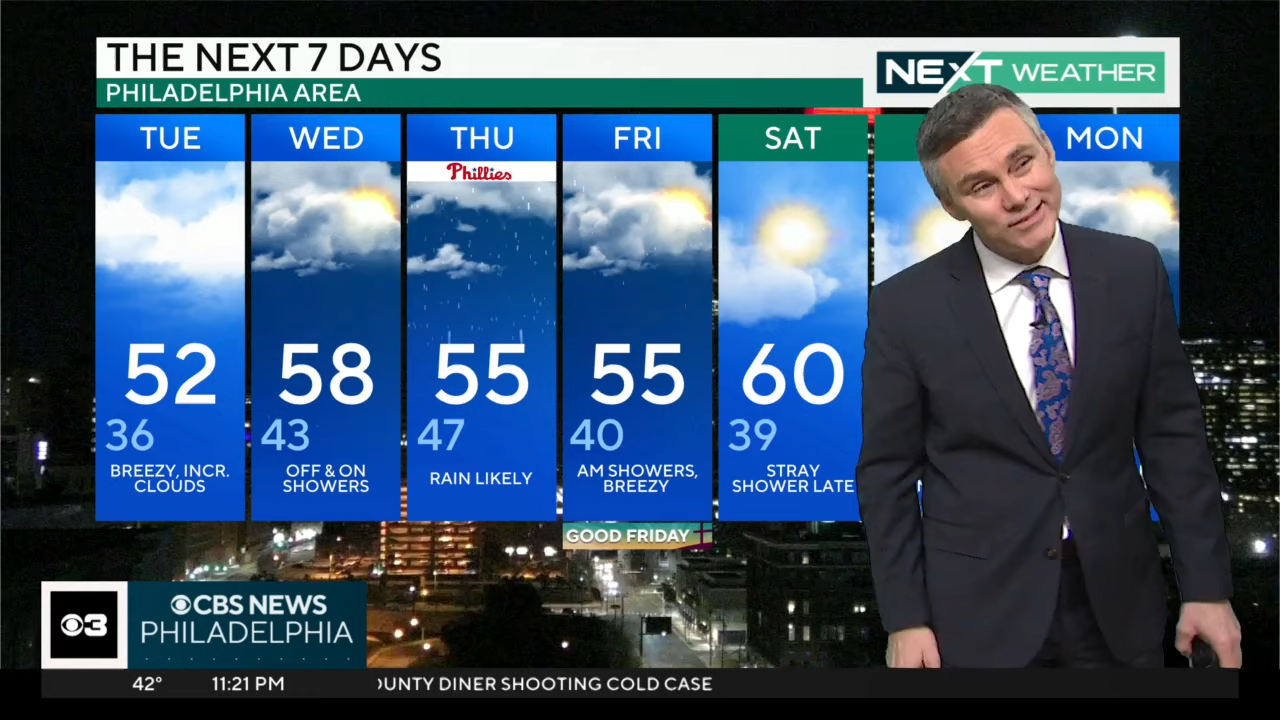 THE NEXT 7 DAYS
NEXT WEATHER
PHILADELPHIA AREA
TUE
WED
THU
FRI
SAT
MON
Phillies
52
58
55
55
60
36
43
47
40
39
BREEZY, INCR.
CLOUDS
OFF & ON
SHOWERS
RAIN LIKELY
AM SHOWERS,
BREEZY
STRAY
SHOWER LATE
GOOD FRIDAY
3
CBS NEWS
PHILADELPHIA
42° 11:21 PM OUNTY DINER SHOOTING COLD CASE